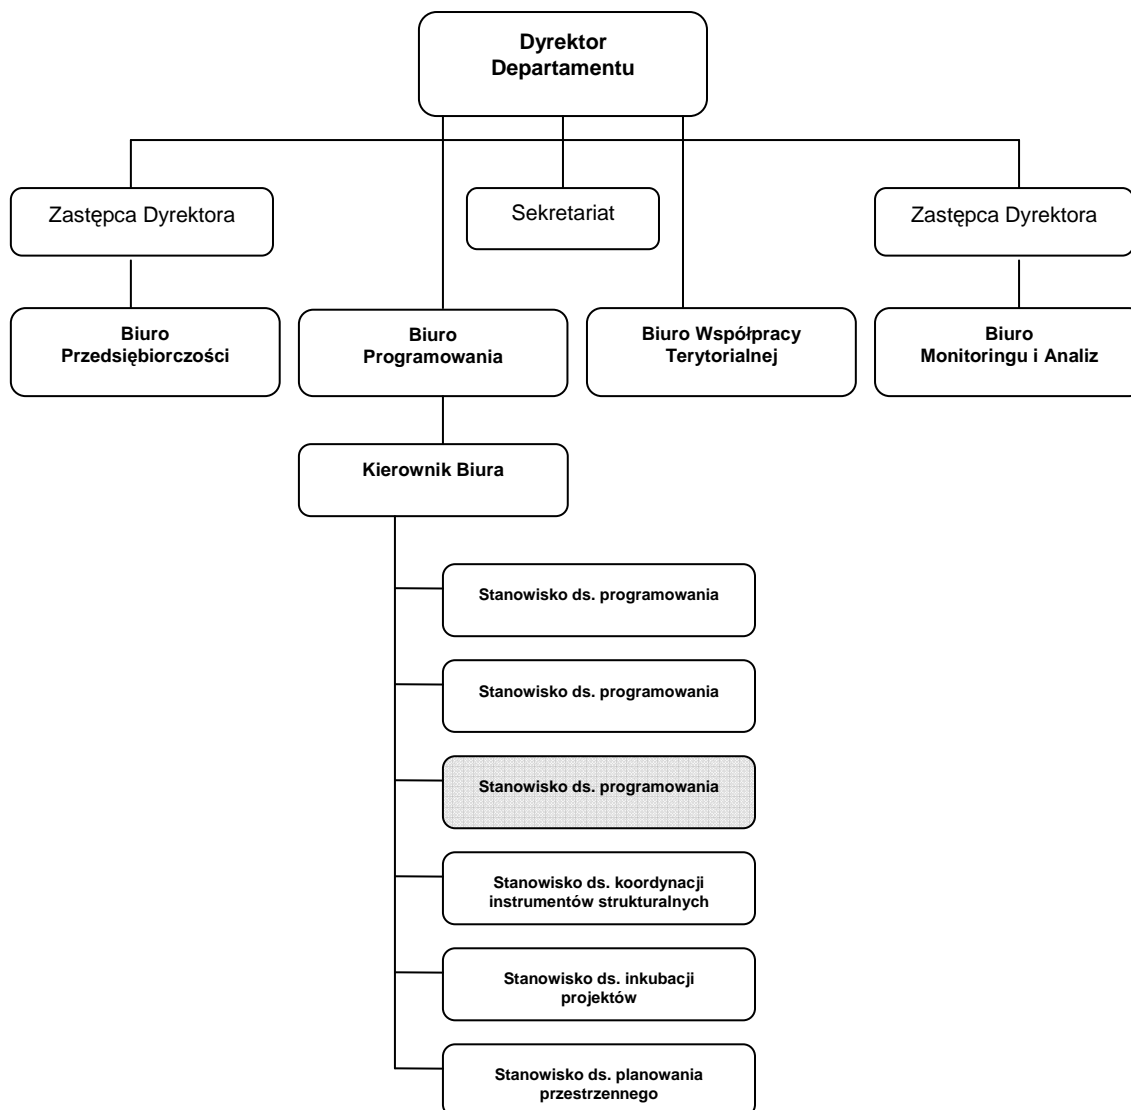 Dyrektor
Departamentu
Zastępca Dyrektora
Sekretariat
Zastępca Dyrektora
Biuro
Przedsiębiorczości
Biuro
Programowania
Biuro Współpracy
Terytorialnej
Biuro
Monitoringu i Analiz
Kierownik Biura
Stanowisko ds. programowania
Stanowisko ds. programowania
Stanowisko ds. programowania
Stanowisko ds. koordynacji
instrumentów strukturalnych
Stanowisko ds. inkubacji
projektów
Stanowisko ds. planowania
przestrzennego